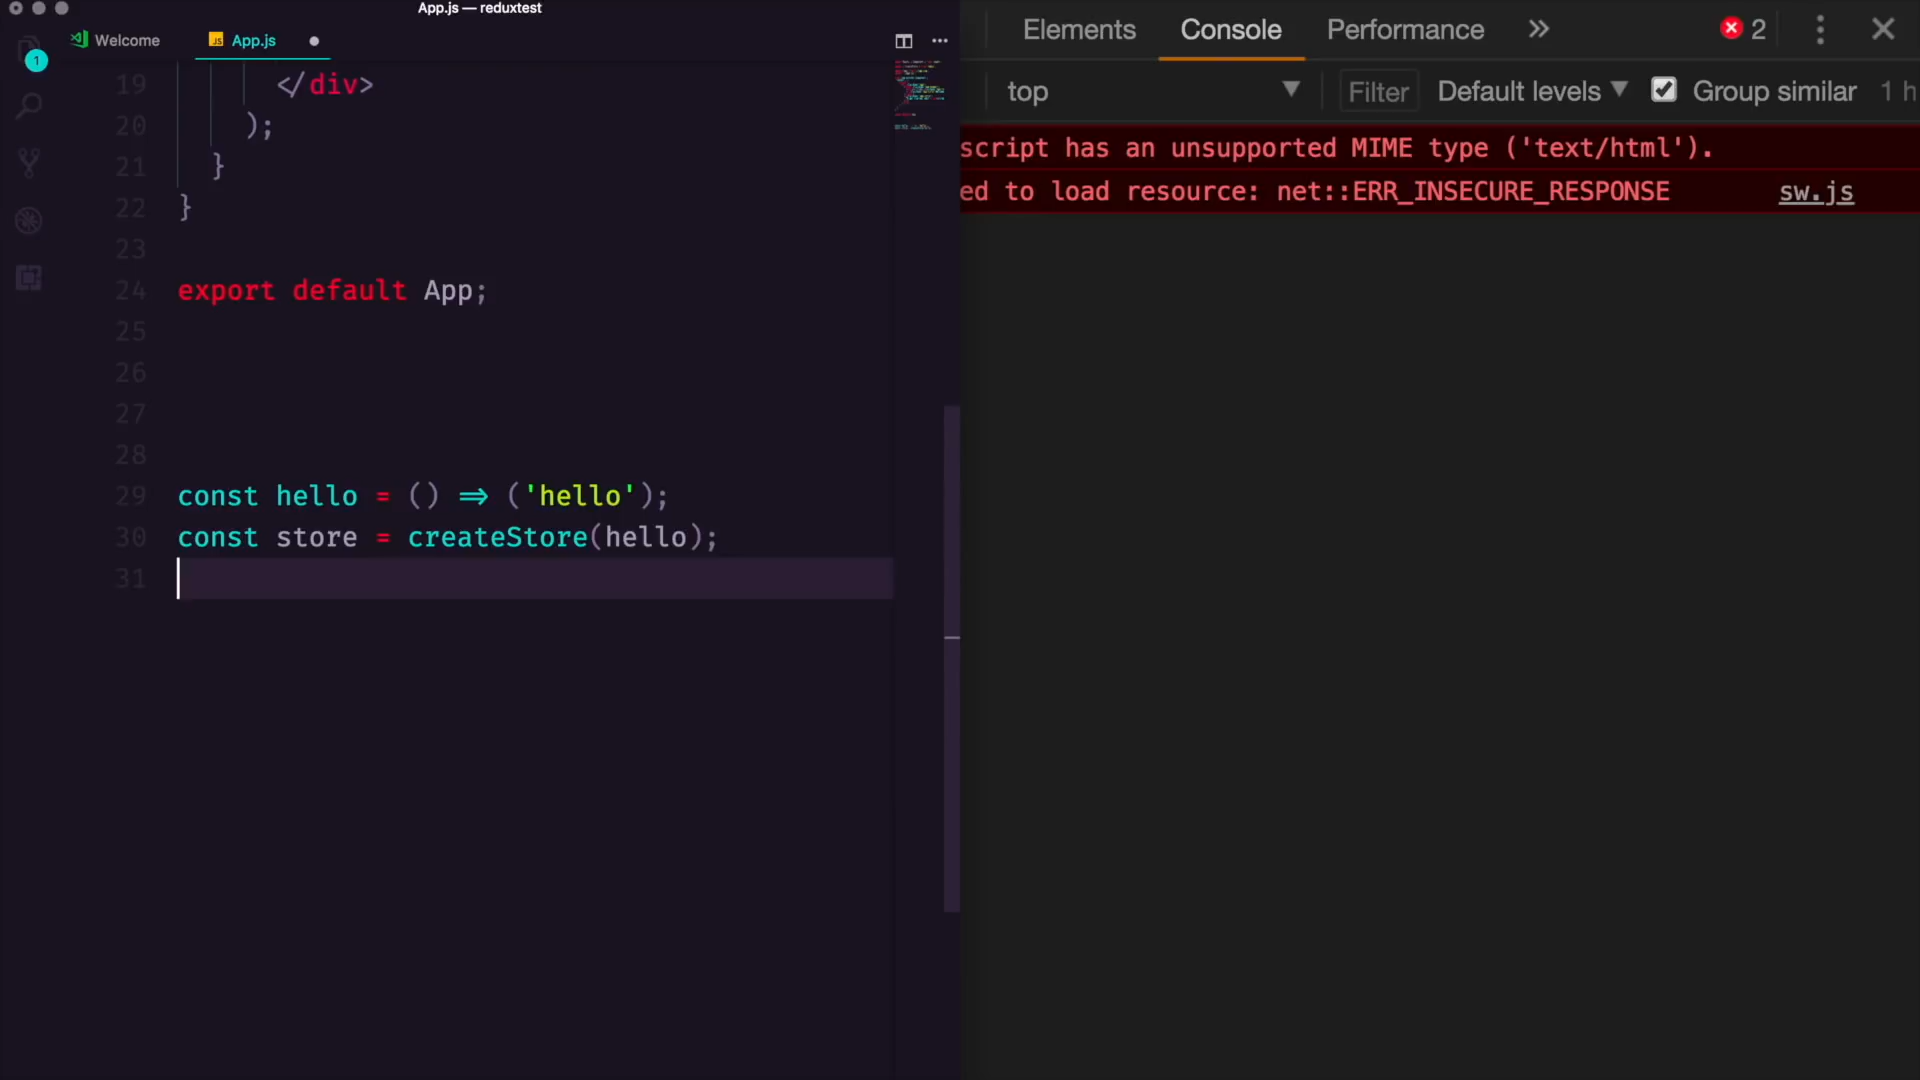 App.js — reduxtest
Welcome
App.js
1
19 </div>
20 );
21 }
22 }
23
24 export default App;
25
26
27
28
29 const hello = () => ('hello');
30 const store = createStore(hello);
31
Elements Console Performance 2
top Filter Default levels Group similar 1 h
script has an unsupported MIME type ('text/html').
ed to load resource: net::ERR_INSECURE_RESPONSE sw.js